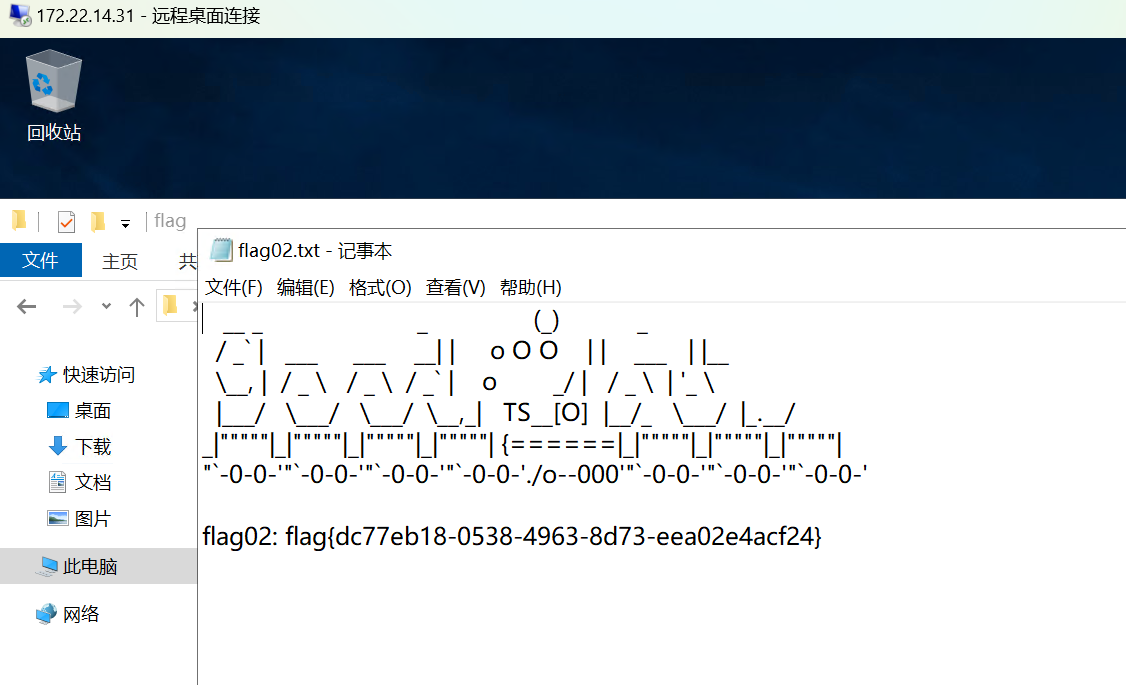 172.22.14.31 - 远程桌面连接
回收站
flag
文件 主页 共
flag02.txt - 记事本
文件(F) 编辑(E) 格式(O) 查看(V) 帮助(H)
快速访问
桌面
下载
文档
图片
此电脑
网络
   __ _                     _              (_)          _
  / _` |   ___     ___    __| |     o O O    | |    ___   | |__
  \__, |  / _ \   / _ \  / _` |    o        _/ |   / _ \  | '_ \
  |___/   \___/   \___/  \__,_|   TS__[O]  |__/_   \___/  |_.__/
_|"""""|_|"""""|_|"""""|_|"""""| {======|_|"""""|_|"""""|_|"""""|
"`-0-0-'"`-0-0-'"`-0-0-'"`-0-0-'./o--000'"`-0-0-'"`-0-0-'"`-0-0-'
flag02: flag{dc77eb18-0538-4963-8d73-eea02e4acf24}